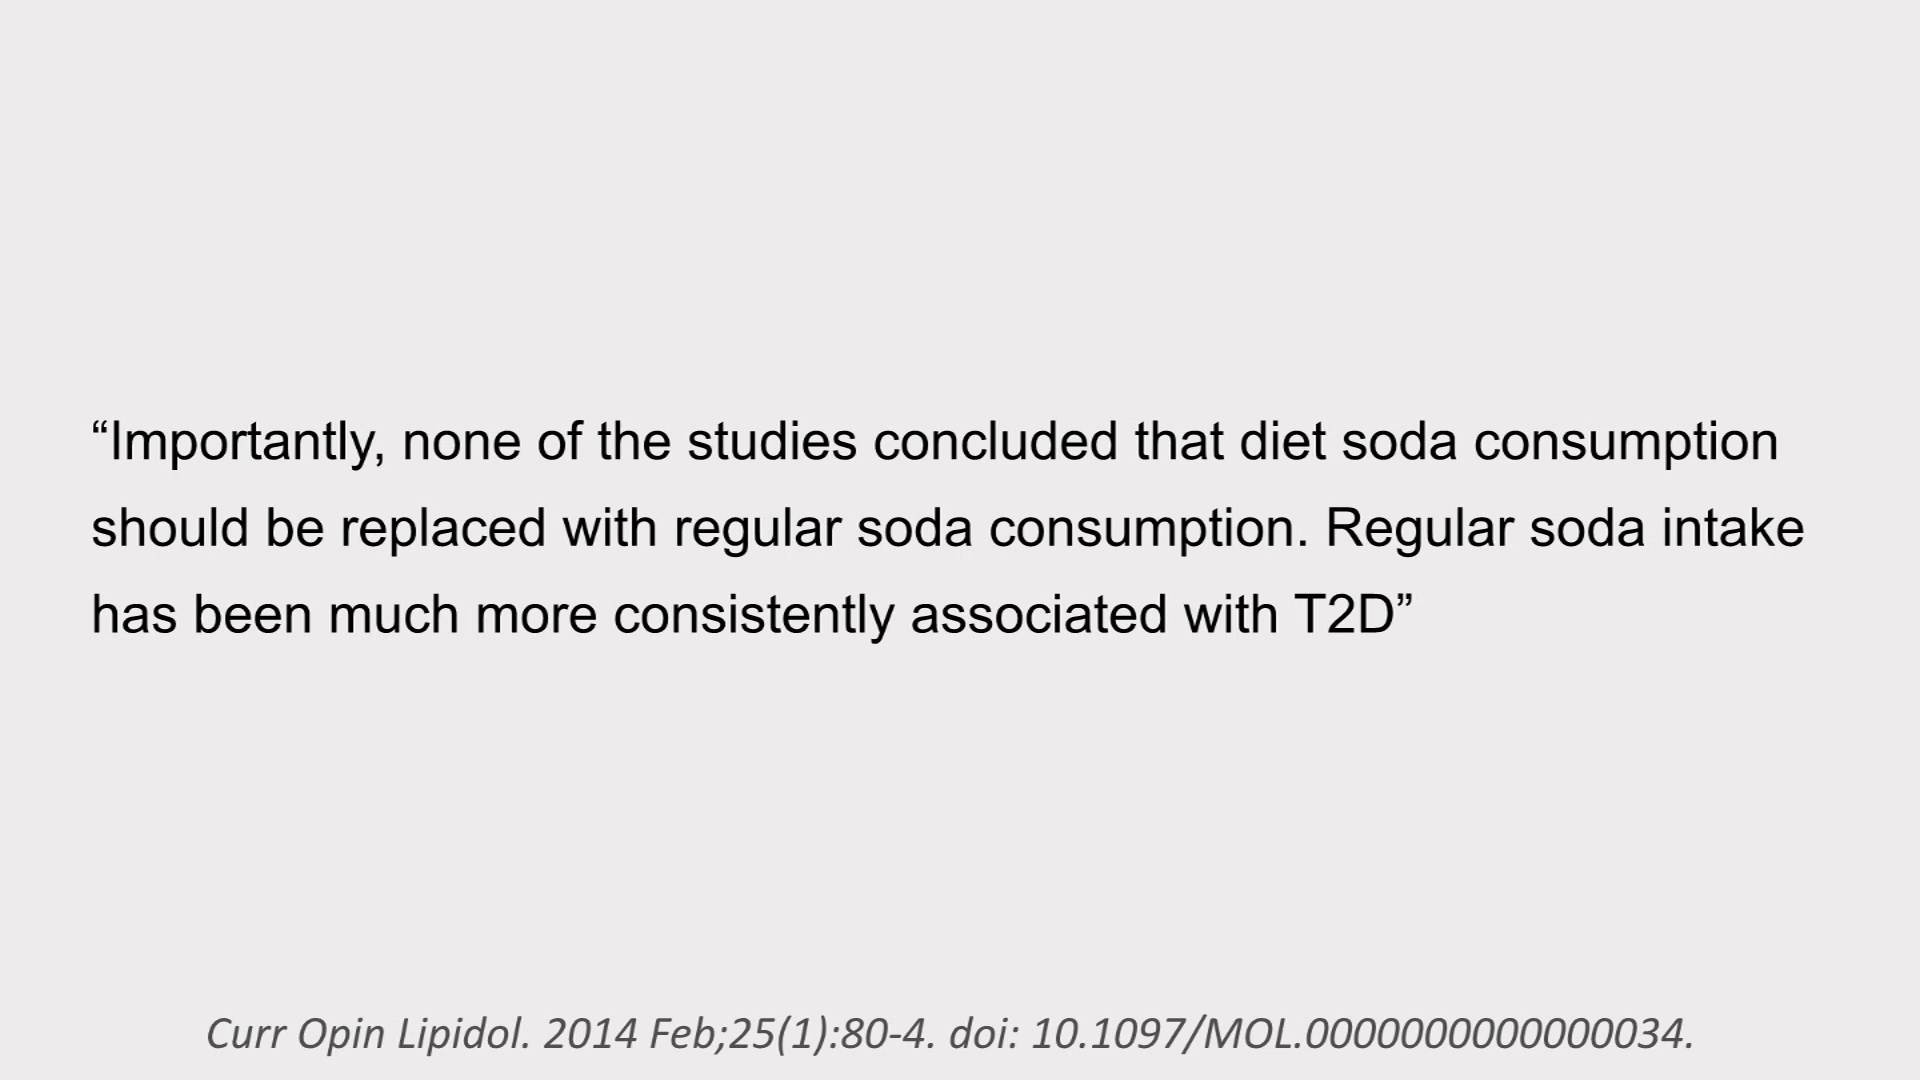 “Importantly, none of the studies concluded that diet soda consumption
should be replaced with regular soda consumption. Regular soda intake
has been much more consistently associated with T2D”
Curr Opin Lipidol. 2014 Feb;25(1):80-4. doi: 10.1097/MOL.0000000000000034.